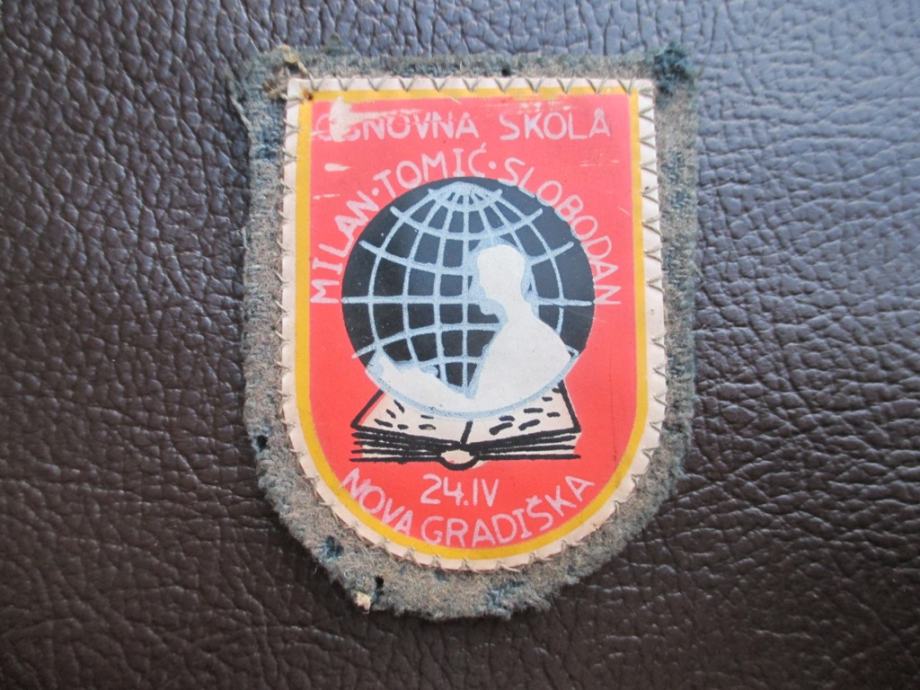 OSNOVNA ŠKOLA
MILAN·TOMIĆ·SLOBODAN
24.IV
NOVA GRADIŠKA